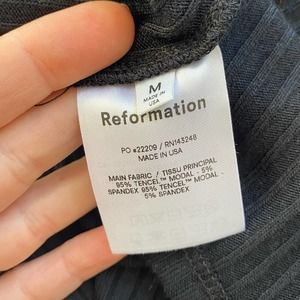 M
MADE IN
USA
Reformation
PO #22209 / RN143248
MADE IN USA
MAIN FABRIC / TISSU PRINCIPAL
95% TENCEL™ MODAL - 5%
SPANDEX 95% TENCEL™ MODAL -
5% SPANDEX